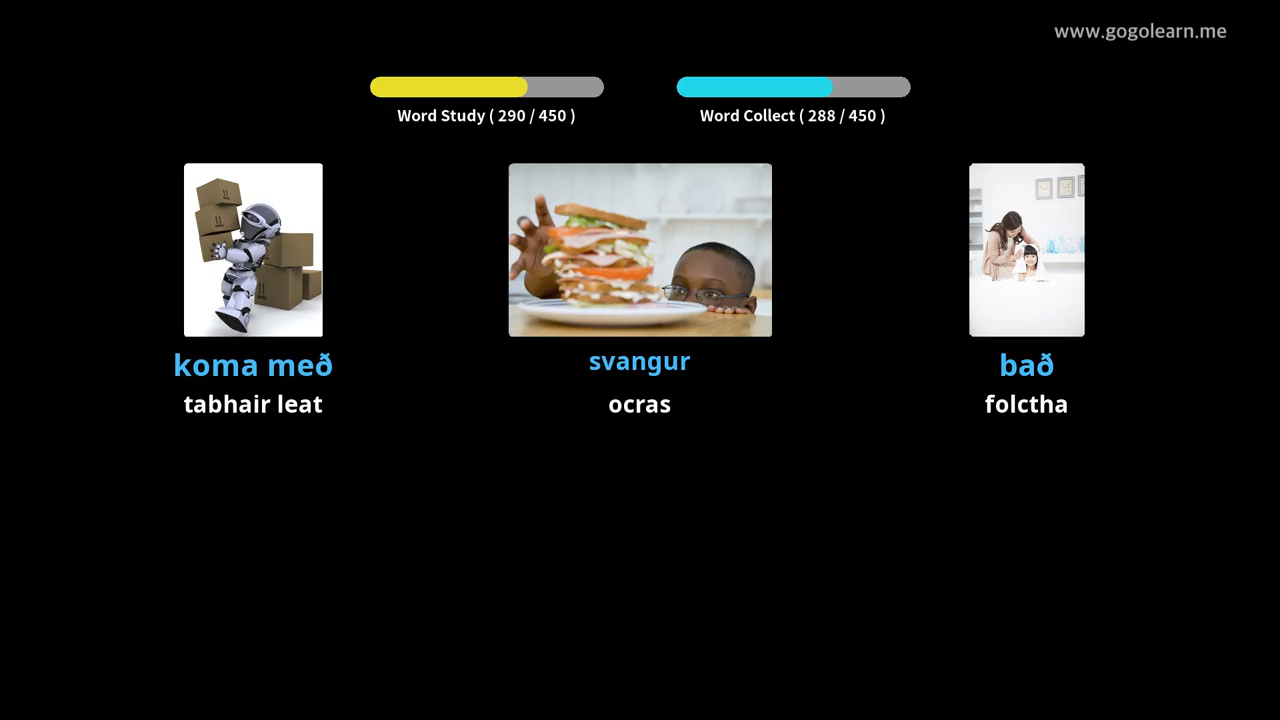 www.gogolearn.me
Word Study ( 290 / 450 )
Word Collect ( 288 / 450 )
koma með
svangur
bað
tabhair leat
ocras
folctha